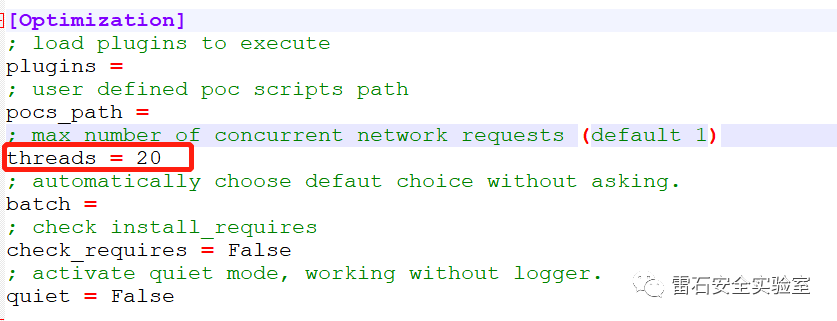 [Optimization]
; load plugins to execute
plugins =
; user defined poc scripts path
pocs_path =
; max number of concurrent network requests (default 1)
threads = 20
; automatically choose defaut choice without asking.
batch =
; check install_requires
check_requires = False
; activate quiet mode, working without logger.
quiet = False
雷石安全实验室